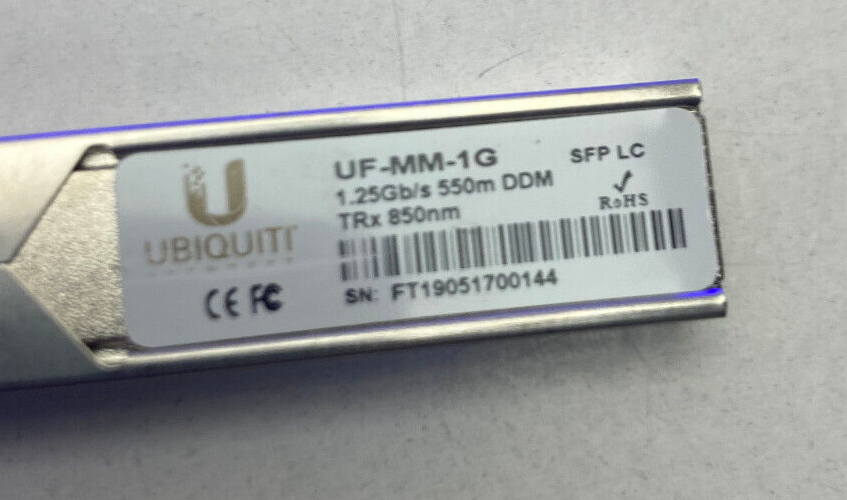 UBIQUITI
CE FC
UF-MM-1G
SFP LC
1.25Gb/s 550m DDM
TRx 850nm
RoHS
SN: FT19051700144